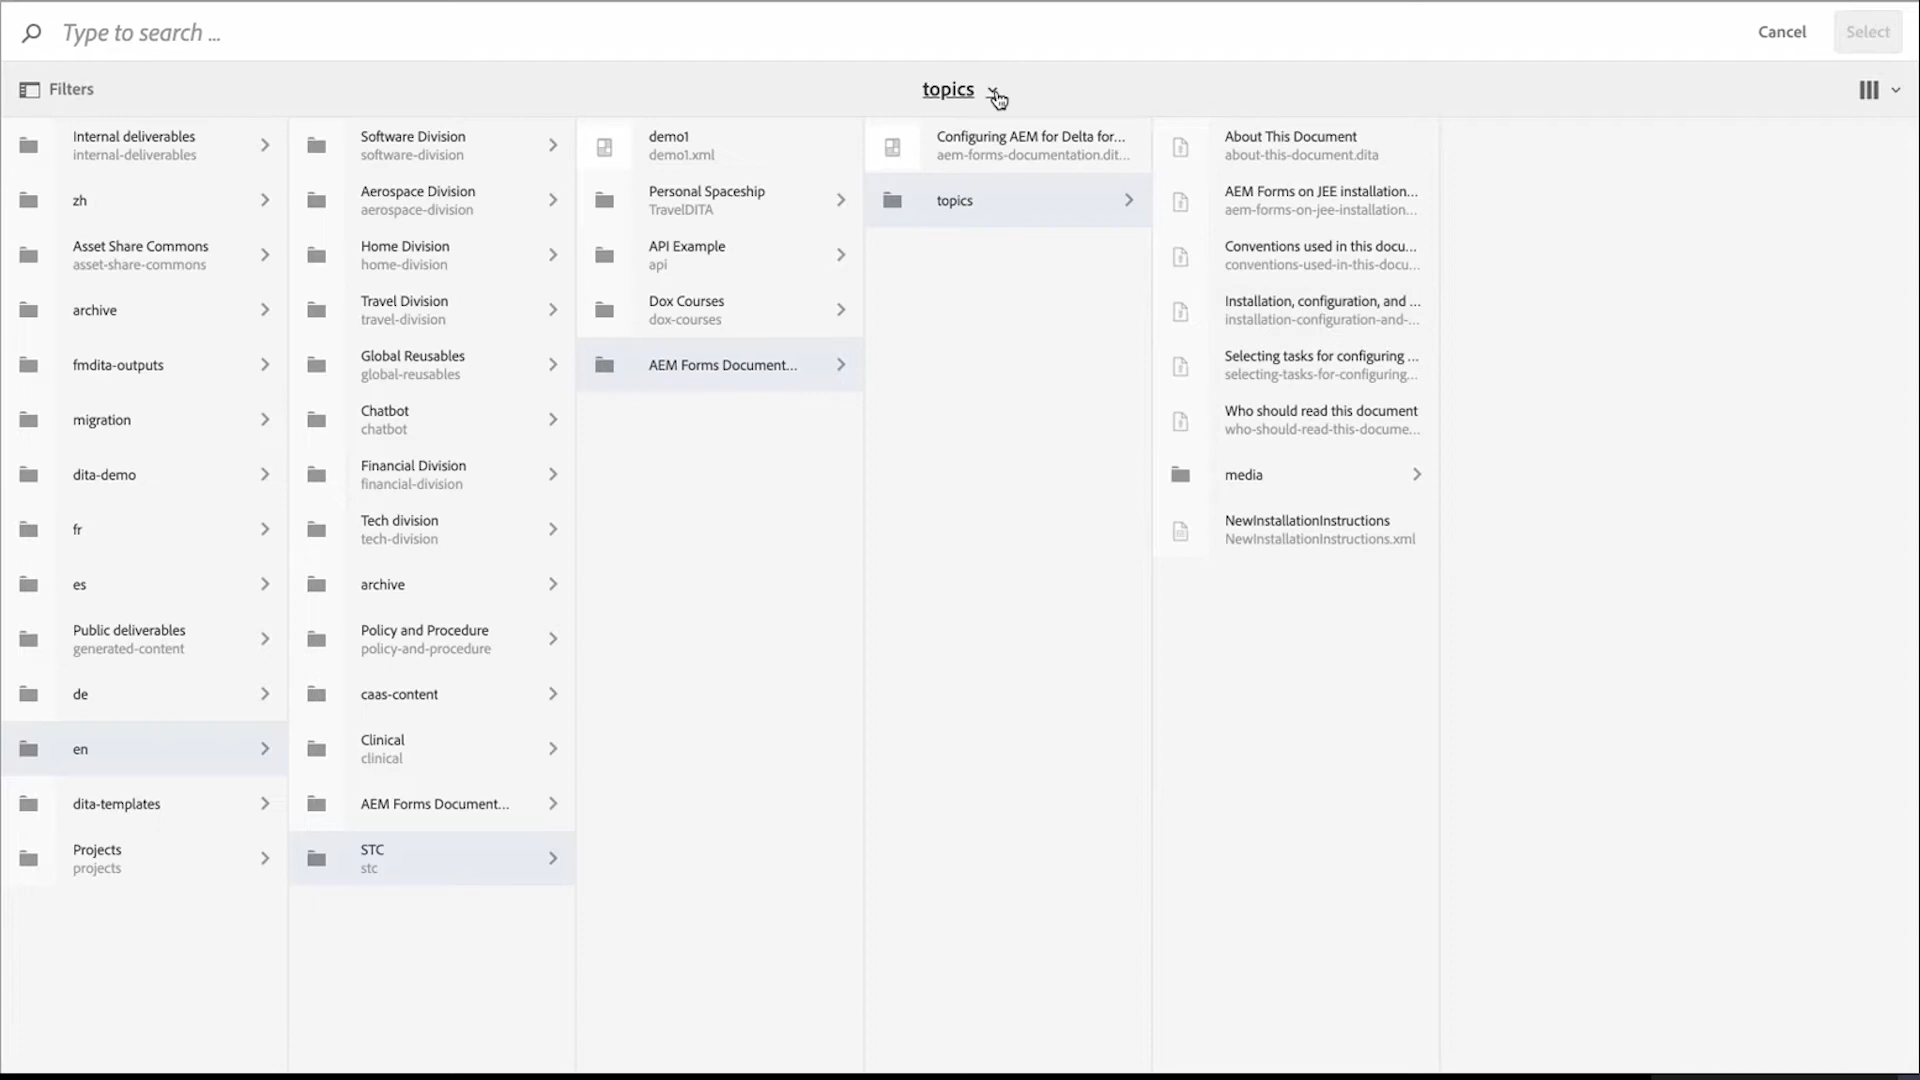 Type to search ...
Cancel
Select
Filters
topics
Internal deliverables
internal-deliverables
zh
Asset Share Commons
asset-share-commons
archive
fmdita-outputs
migration
dita-demo
fr
es
Public deliverables
generated-content
de
en
dita-templates
Projects
projects
Software Division
software-division
Aerospace Division
aerospace-division
Home Division
home-division
Travel Division
travel-division
Global Reusables
global-reusables
Chatbot
chatbot
Financial Division
financial-division
Tech division
tech-division
archive
Policy and Procedure
policy-and-procedure
caas-content
Clinical
clinical
AEM Forms Document...
STC
stc
demo1
demo1.xml
Personal Spaceship
TravelDITA
API Example
api
Dox Courses
dox-courses
AEM Forms Document...
Configuring AEM for Delta for...
aem-forms-documentation.dit...
topics
About This Document
about-this-document.dita
AEM Forms on JEE installation...
aem-forms-on-jee-installation...
Conventions used in this docu...
conventions-used-in-this-docu...
Installation, configuration, and ...
installation-configuration-and-...
Selecting tasks for configuring ...
selecting-tasks-for-configuring...
Who should read this document
who-should-read-this-docume...
media
NewInstallationInstructions
NewInstallationInstructions.xml